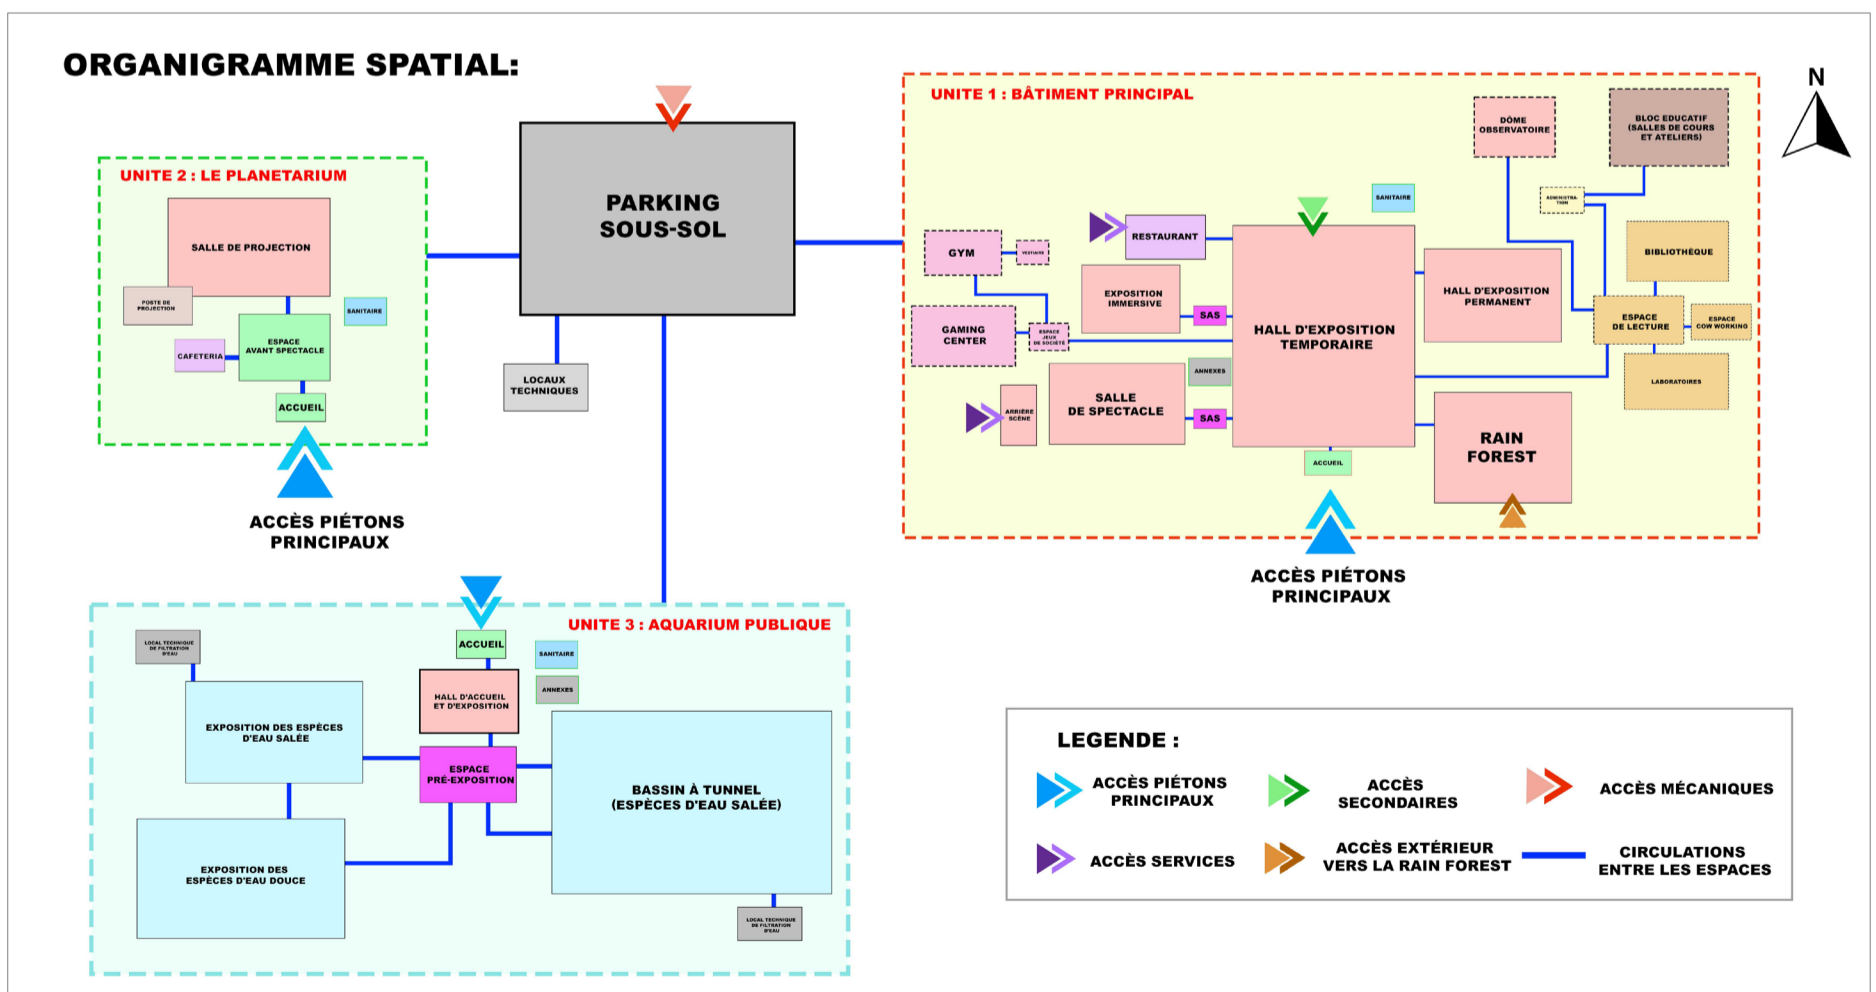 ORGANIGRAMME SPATIAL:
N
UNITE 1 : BÂTIMENT PRINCIPAL
DÔME
OBSERVATOIRE
BLOC EDUCATIF
(SALLES DE COURS
ET ATELIERS)
ADMINISTRA-
TION
SANITAIRE
RESTAURANT
GYM
VESTIAIRE
BIBLIOTHÈQUE
EXPOSITION
IMMERSIVE
SAS
HALL D'EXPOSITION
TEMPORAIRE
HALL D'EXPOSITION
PERMANENT
GAMING
CENTER
ESPACE
JEUX
DE SOCIÉTÉ
ESPACE
DE LECTURE
ESPACE
COW WORKING
ANNEXES
LABORATOIRES
ARRIÈRE
SCÈNE
SALLE
DE SPECTACLE
SAS
RAIN
FOREST
ACCUEIL
ACCÈS PIÉTONS
PRINCIPAUX
PARKING
SOUS-SOL
LOCAUX
TECHNIQUES
UNITE 2 : LE PLANETARIUM
SALLE DE PROJECTION
POSTE DE
PROJECTION
SANITAIRE
ESPACE
AVANT SPECTACLE
CAFETERIA
ACCUEIL
ACCÈS PIÉTONS
PRINCIPAUX
UNITE 3 : AQUARIUM PUBLIQUE
LOCAL TECHNIQUE
DE FILTRATION
D'EAU
ACCUEIL
SANITAIRE
ANNEXES
HALL D'ACCUEIL
ET D'EXPOSITION
EXPOSITION DES ESPÈCES
D'EAU SALÉE
ESPACE
PRÉ-EXPOSITION
BASSIN À TUNNEL
(ESPÈCES D'EAU SALÉE)
EXPOSITION DES
ESPÈCES D'EAU DOUCE
LOCAL TECHNIQUE
DE FILTRATION
D'EAU
LEGENDE :
ACCÈS PIÉTONS
PRINCIPAUX
ACCÈS
SECONDAIRES
ACCÈS MÉCANIQUES
ACCÈS SERVICES
ACCÈS EXTÉRIEUR
VERS LA RAIN FOREST
CIRCULATIONS
ENTRE LES ESPACES